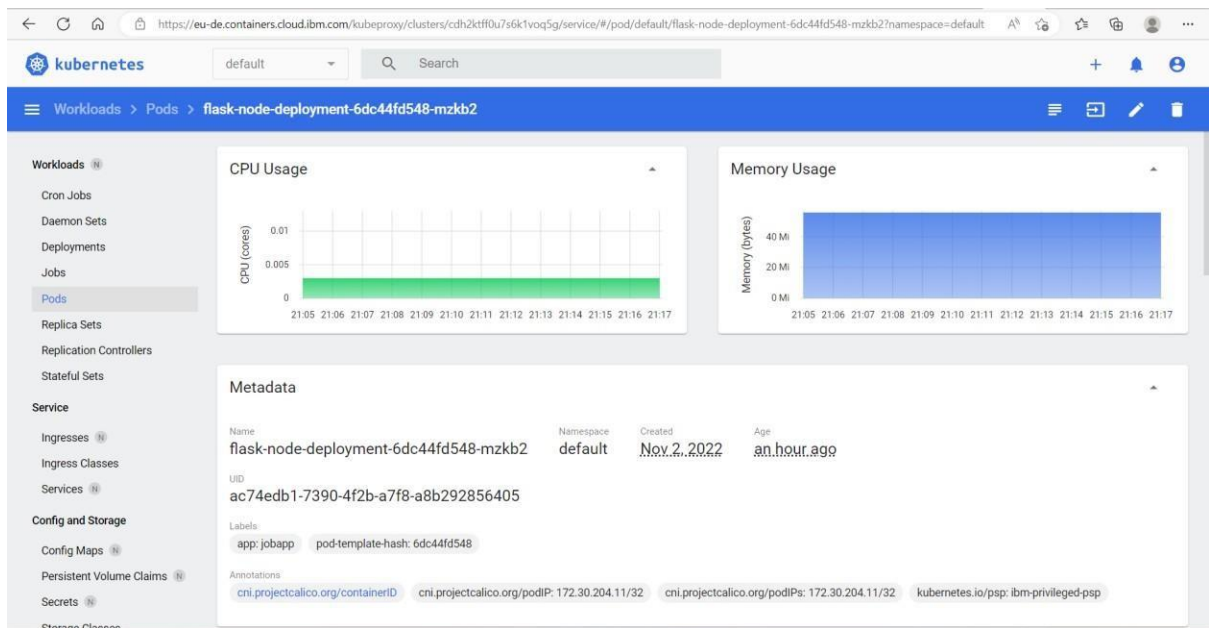 https://eu-de.containers.cloud.ibm.com/kubeproxy/clusters/cdh2ktff0u7s6k1voq5g/service/#/pod/default/flask-node-deployment-6dc44fd548-mzkb2?namespace=default
kubernetes default Search
Workloads > Pods > flask-node-deployment-6dc44fd548-mzkb2
Workloads N
Cron Jobs
Daemon Sets
Deployments
Jobs
Pods
Replica Sets
Replication Controllers
Stateful Sets
Service
Ingresses N
Ingress Classes
Services N
Config and Storage
Config Maps N
Persistent Volume Claims N
Secrets N
Storage Classes
CPU Usage
CPU (cores)
0.01
0.005
0
21:05 21:06 21:07 21:08 21:09 21:10 21:11 21:12 21:13 21:14 21:15 21:16 21:17
Memory Usage
Memory (bytes)
40 Mi
20 Mi
0 Mi
21:05 21:06 21:07 21:08 21:09 21:10 21:11 21:12 21:13 21:14 21:15 21:16 21:17
Metadata
Name Namespace Created Age
flask-node-deployment-6dc44fd548-mzkb2 default Nov 2, 2022 an hour ago
UID
ac74edb1-7390-4f2b-a7f8-a8b292856405
Labels
app: jobapp pod-template-hash: 6dc44fd548
Annotations
cni.projectcalico.org/containerID cni.projectcalico.org/podIP: 172.30.204.11/32 cni.projectcalico.org/podIPs: 172.30.204.11/32 kubernetes.io/psp: ibm-privileged-psp